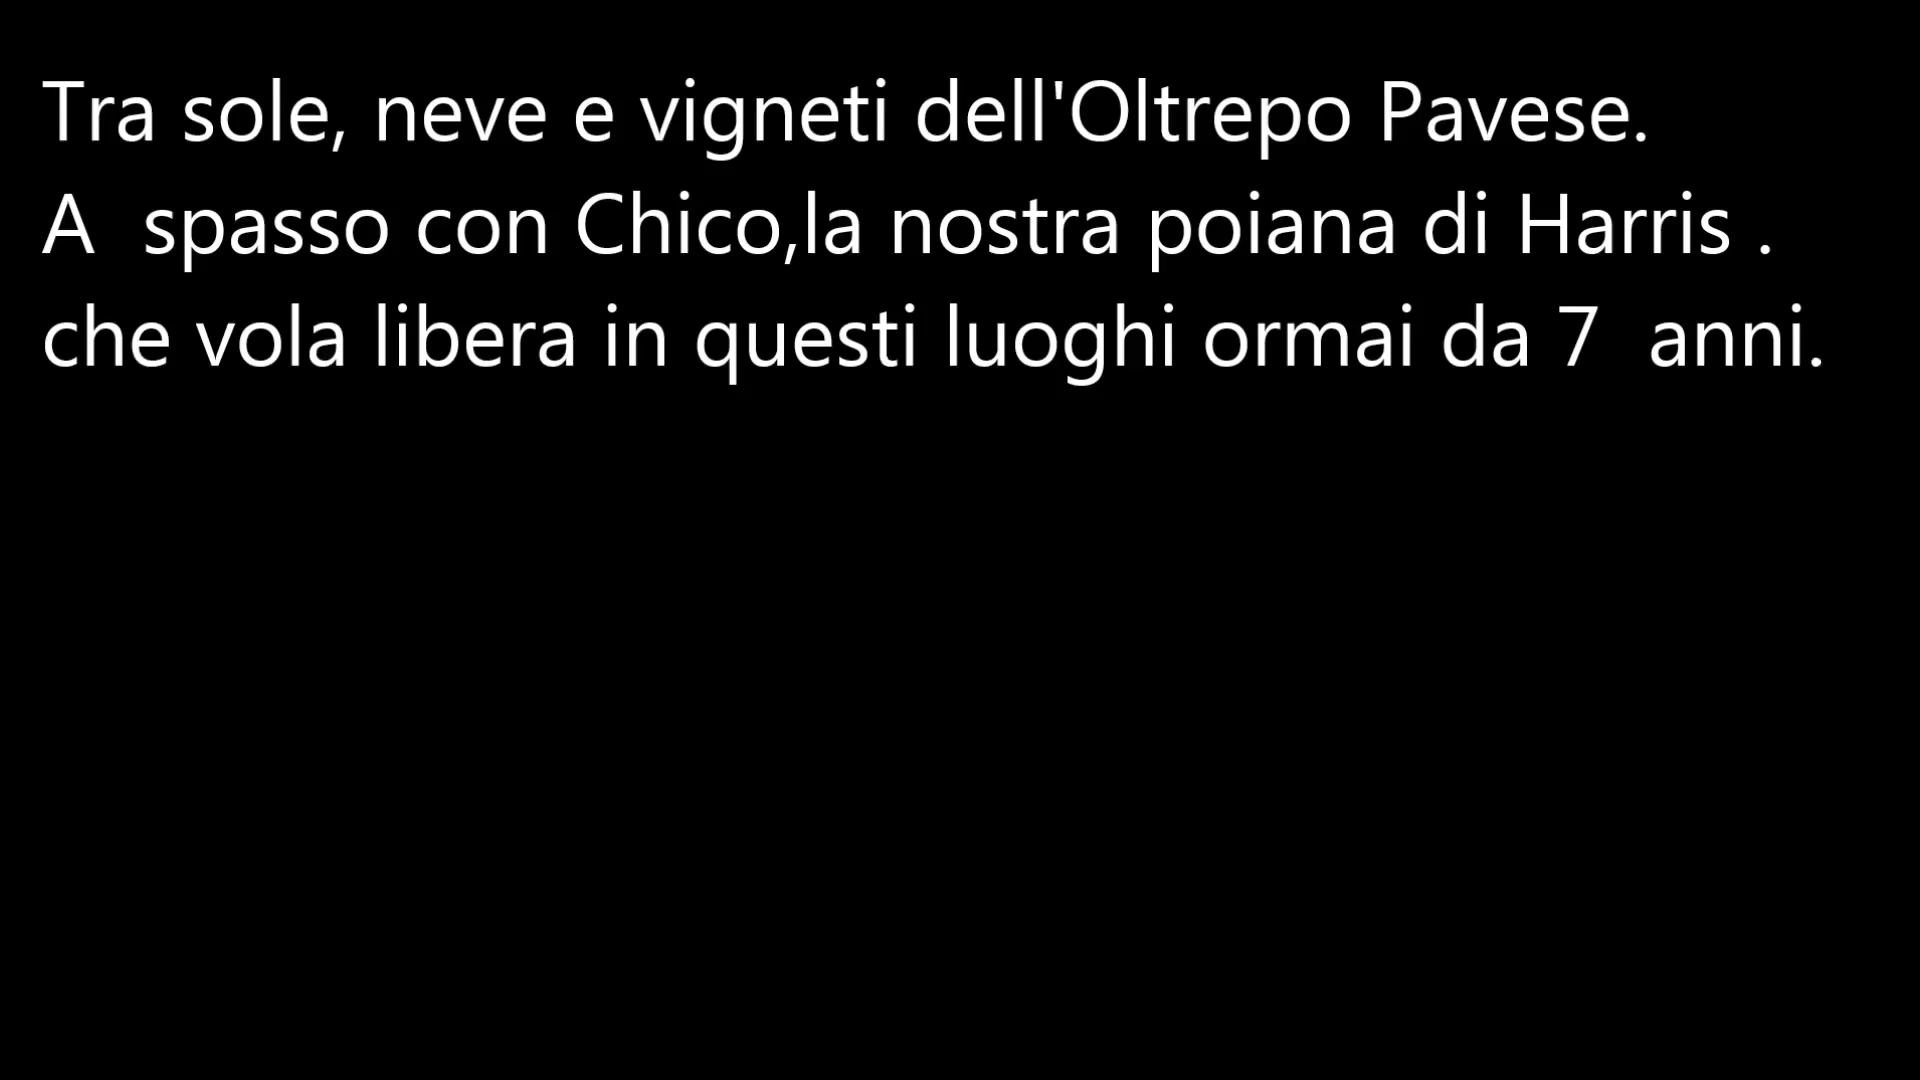 Tra sole, neve e vigneti dell'Oltrepo Pavese.
A  spasso con Chico,la nostra poiana di Harris .
che vola libera in questi luoghi ormai da 7  anni.